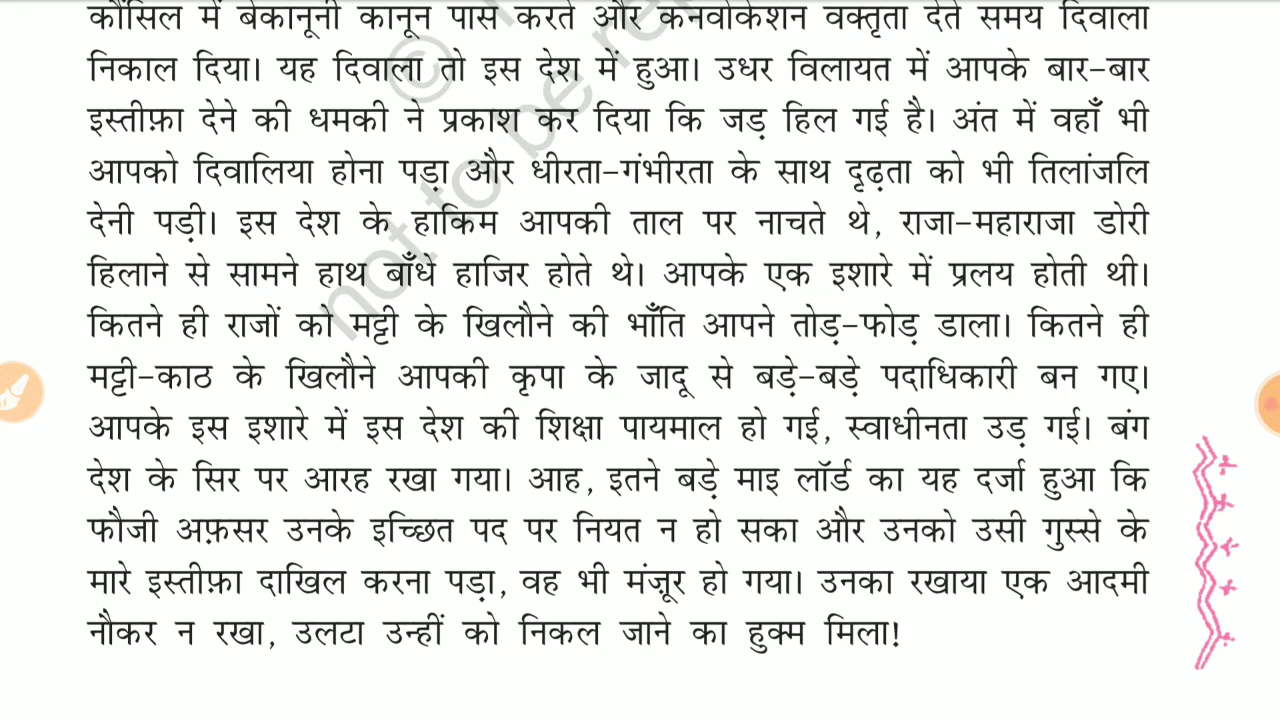 कौंसिल में बेकानूनी कानून पास करते और कनवोकेशन वक्तृता देते समय दिवाला
निकाल दिया। यह दिवाला तो इस देश में हुआ। उधर विलायत में आपके बार-बार
इस्तीफ़ा देने की धमकी ने प्रकाश कर दिया कि जड़ हिल गई है। अंत में वहाँ भी
आपको दिवालिया होना पड़ा और धीरता-गंभीरता के साथ दृढ़ता को भी तिलांजलि
देनी पड़ी। इस देश के हाकिम आपकी ताल पर नाचते थे, राजा-महाराजा डोरी
हिलाने से सामने हाथ बाँधे हाजिर होते थे। आपके एक इशारे में प्रलय होती थी।
कितने ही राजों को मट्टी के खिलौने की भाँति आपने तोड़-फोड़ डाला। कितने ही
मट्टी-काठ के खिलौने आपकी कृपा के जादू से बड़े-बड़े पदाधिकारी बन गए।
आपके इस इशारे में इस देश की शिक्षा पायमाल हो गई, स्वाधीनता उड़ गई। बंग
देश के सिर पर आरह रखा गया। आह, इतने बड़े माइ लॉर्ड का यह दर्जा हुआ कि
फौजी अफ़सर उनके इच्छित पद पर नियत न हो सका और उनको उसी गुस्से के
मारे इस्तीफ़ा दाखिल करना पड़ा, वह भी मंज़ूर हो गया। उनका रखाया एक आदमी
नौकर न रखा, उलटा उन्हीं को निकल जाने का हुक्म मिला!
©
not to be rep